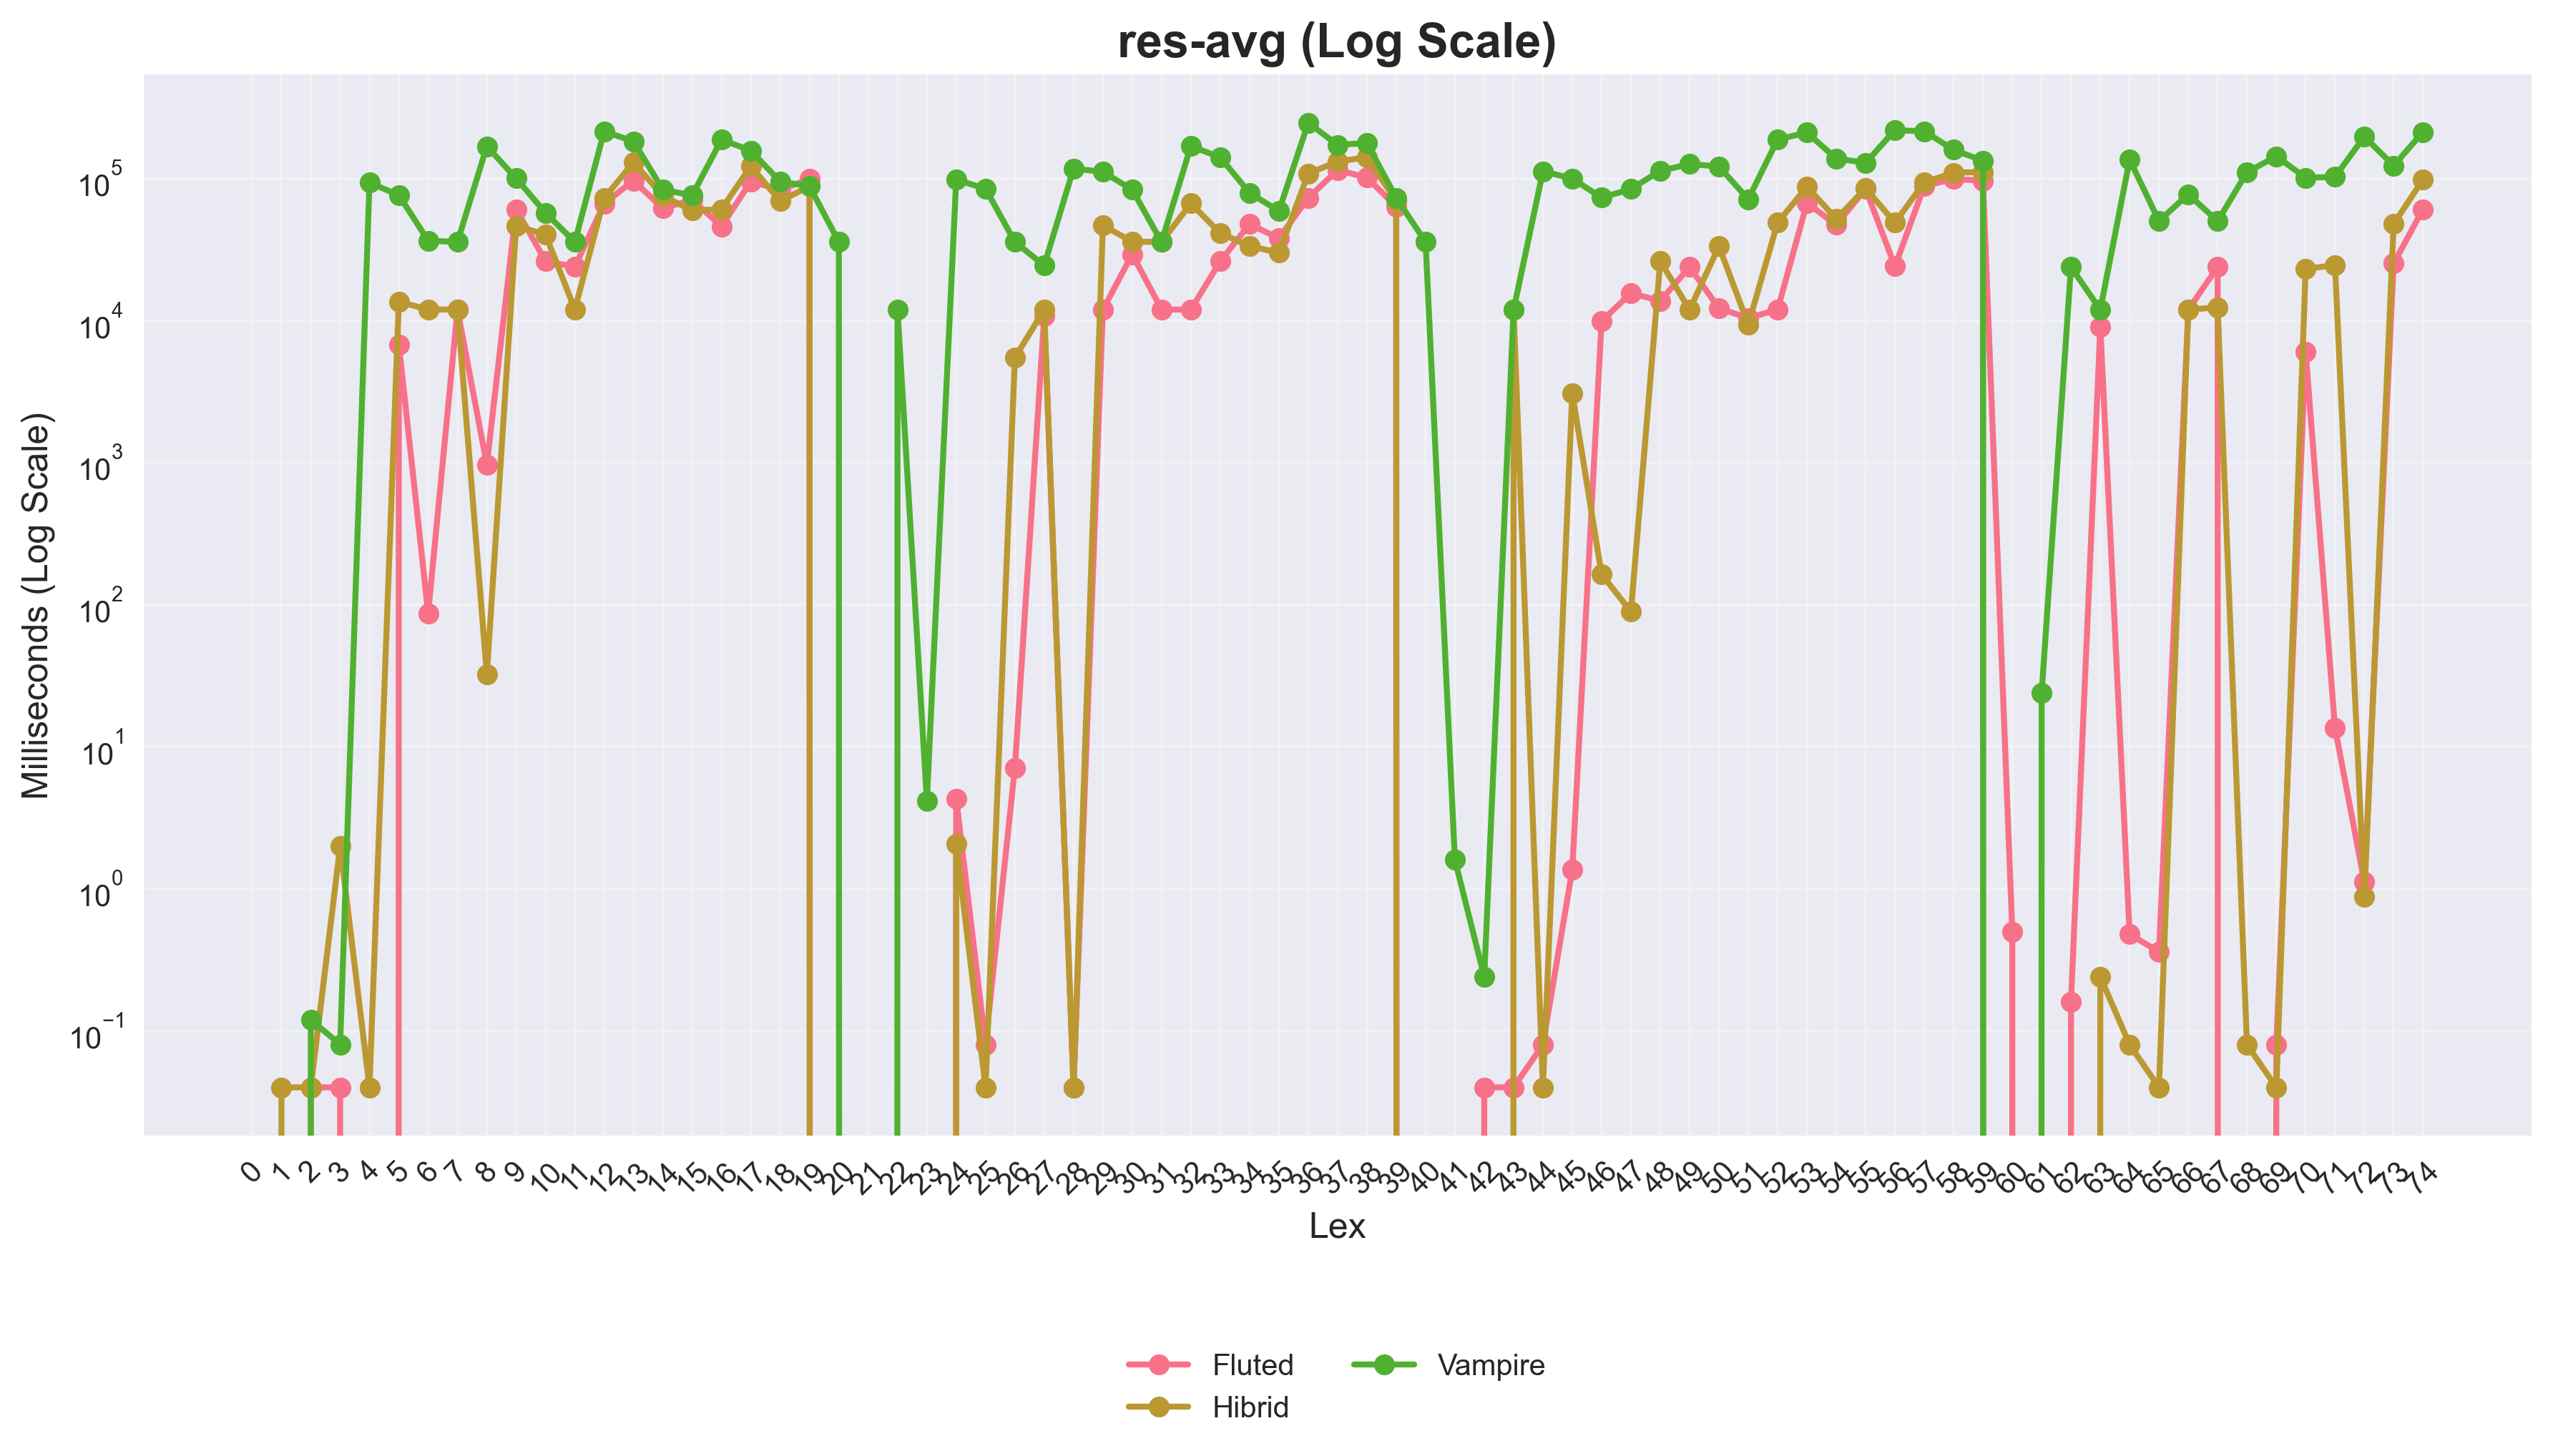 res-avg (Log Scale)
Milliseconds (Log Scale)
10^5
10^4
10^3
10^2
10^1
10^0
10^−1
0 1 2 3 4 5 6 7 8 9 10 11 12 13 14 15 16 17 18 19 20 21 22 23 24 25 26 27 28 29 30 31 32 33 34 35 36 37 38 39 40 41 42 43 44 45 46 47 48 49 50 51 52 53 54 55 56 57 58 59 60 61 62 63 64 65 66 67 68 69 70 71 72 73 74
Lex
Fluted Vampire
Hibrid